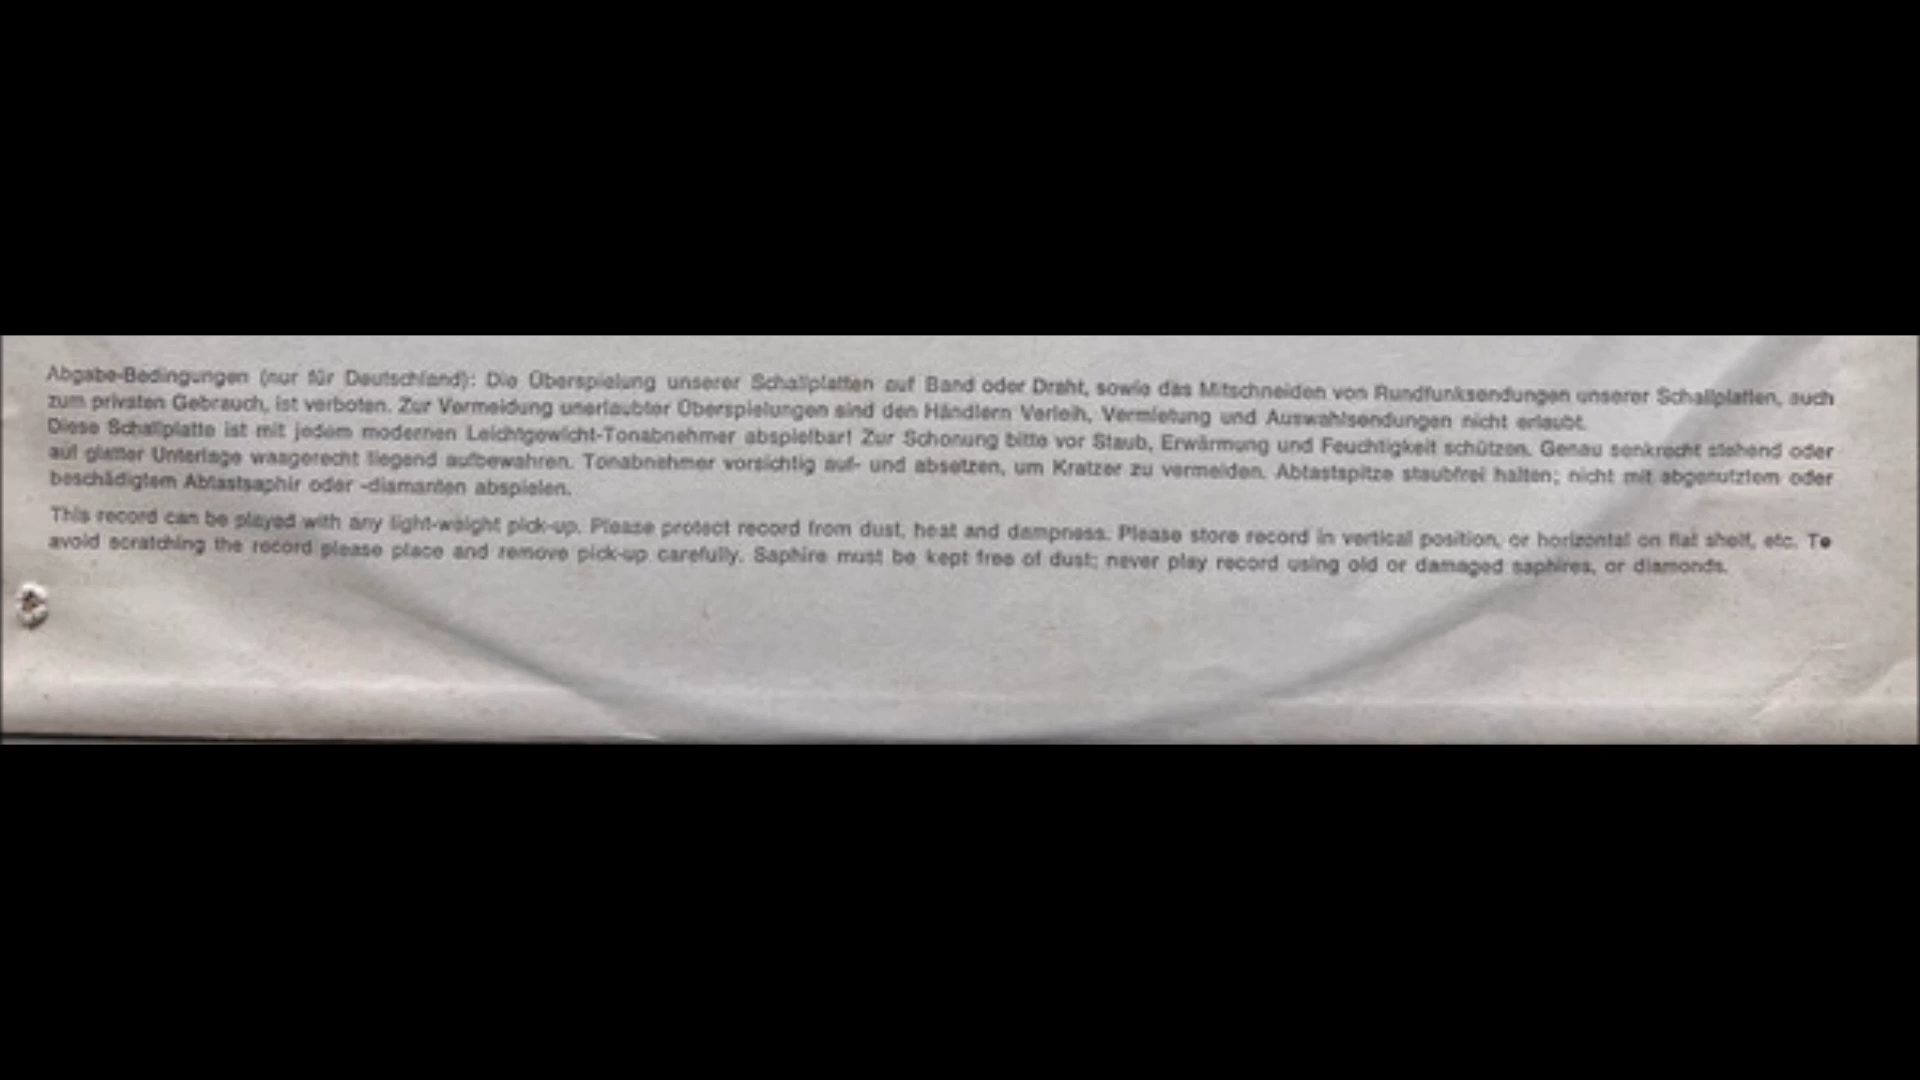 Abgabe-Bedingungen (nur für Deutschland): Die Überspielung unserer Schallplatten auf Band oder Draht, sowie das Mitschneiden von Rundfunksendungen unserer Schallplatten, auch
zum privaten Gebrauch, ist verboten. Zur Vermeidung unerlaubter Überspielungen sind den Händlern Verleih, Vermietung und Auswahlsendungen nicht erlaubt.
Diese Schallplatte ist mit jedem modernen Leichtgewicht-Tonabnehmer abspielbar! Zur Schonung bitte vor Staub, Erwärmung und Feuchtigkeit schützen. Genau senkrecht stehend oder
auf glatter Unterlage waagerecht liegend aufbewahren. Tonabnehmer vorsichtig auf- und absetzen, um Kratzer zu vermeiden. Abtastspitze staubfrei halten; nicht mit abgenutztem oder
beschädigtem Abtastsaphir oder -diamanten abspielen.
This record can be played with any light-weight pick-up. Please protect record from dust, heat and dampness. Please store record in vertical position, or horizontal on flat shelf, etc. To
avoid scratching the record please place and remove pick-up carefully. Saphire must be kept free of dust; never play record using old or damaged saphires, or diamonds.